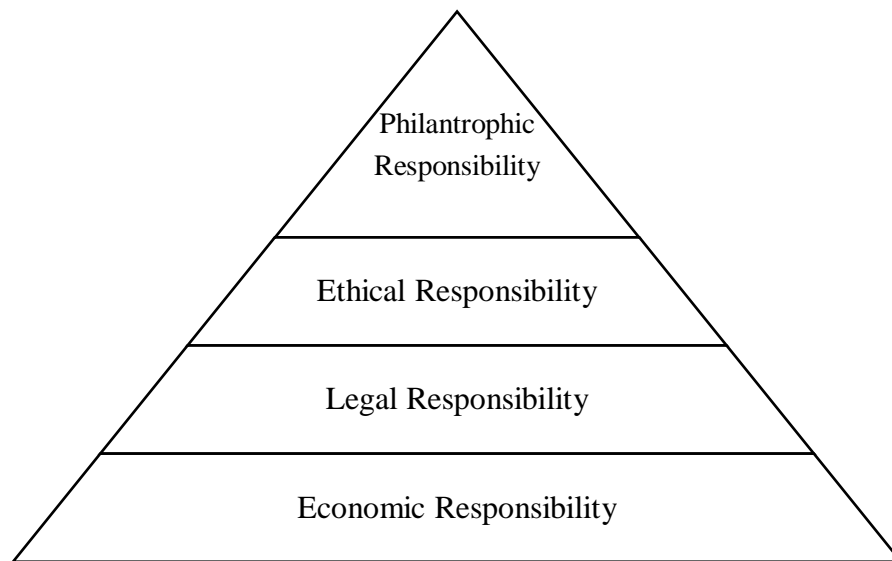 Philantrophic
Responsibility
Ethical Responsibility
Legal Responsibility
Economic Responsibility